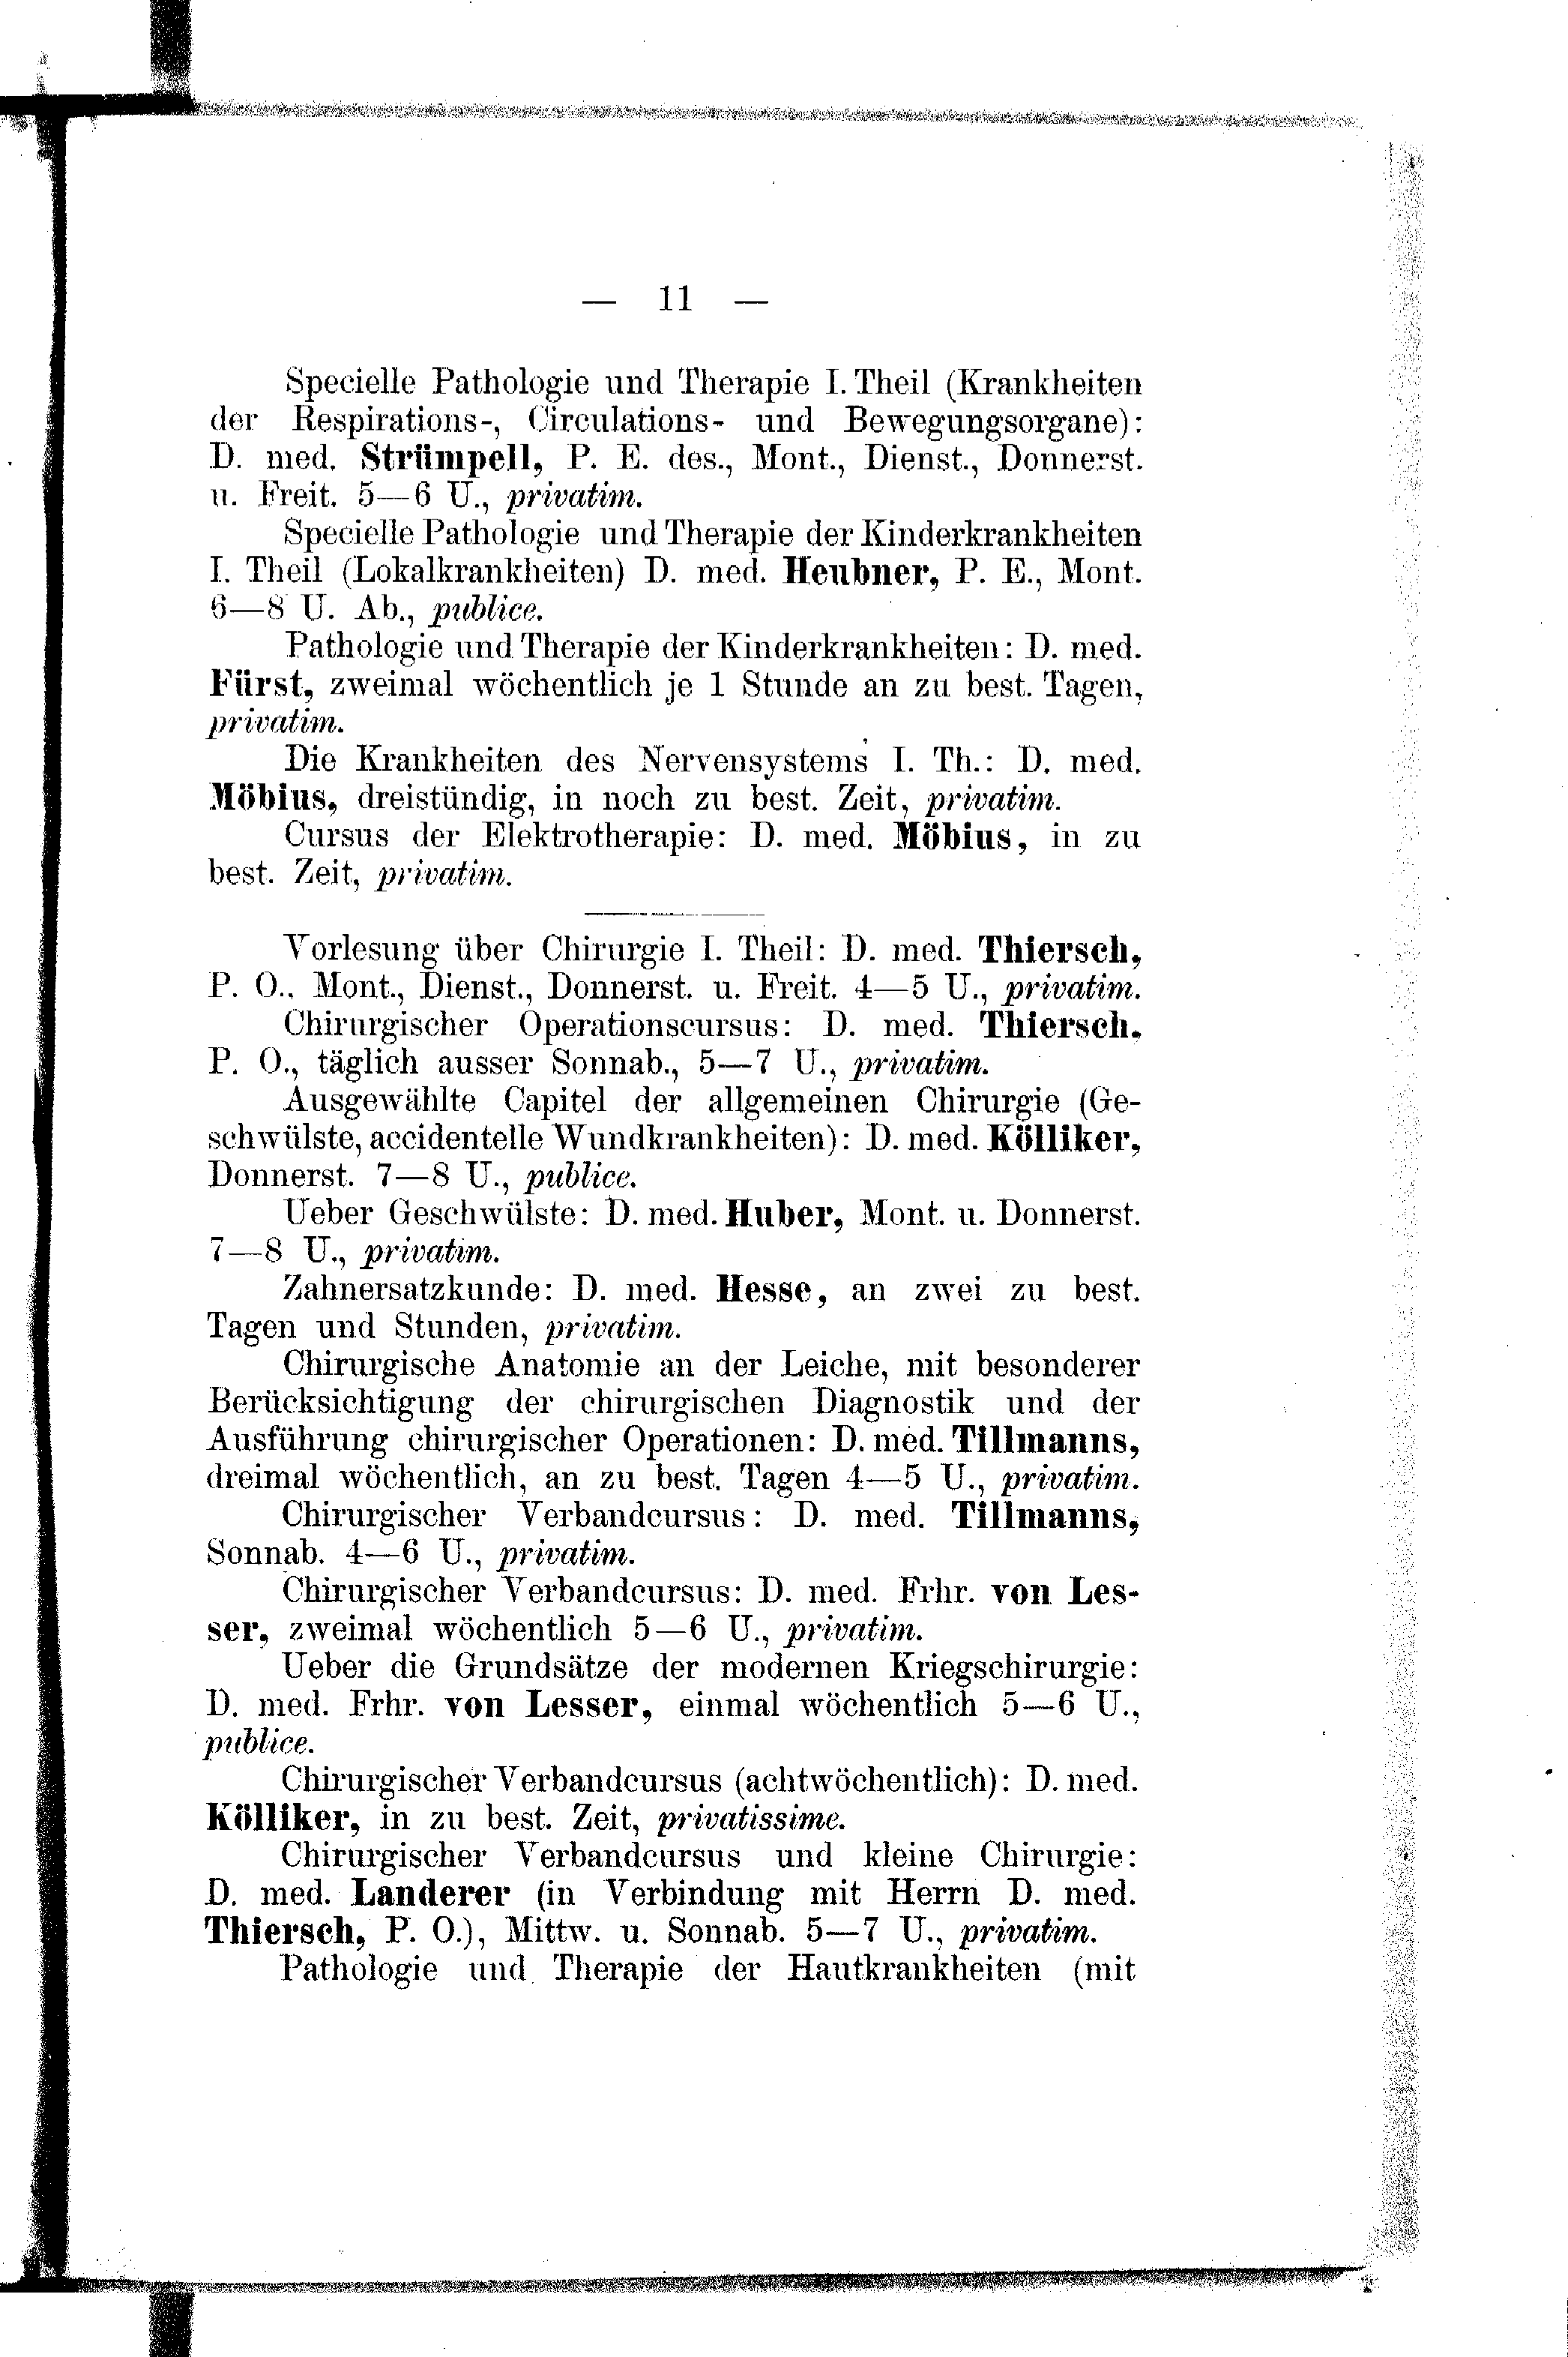 — 11 —
Specielle Pathologie und Therapie I. Theil (Krankheiten
der Respirations-, Circulations- und Bewegungsorgane):
D. med. Strümpell, P. E. des., Mont., Dienst., Donnerst.
u. Freit. 5—6 U., privatim.
Specielle Pathologie und Therapie der Kinderkrankheiten
I. Theil (Lokalkrankheiten) D. med. Heubner, P. E., Mont.
6—8 U. Ab., publice.
Pathologie und Therapie der Kinderkrankheiten: D. med.
Fürst, zweimal wöchentlich je 1 Stunde an zu best. Tagen,
privatim.
Die Krankheiten des Nervensystems I. Th.: D. med.
Möbius, dreistündig, in noch zu best. Zeit, privatim.
Cursus der Elektrotherapie: D. med. Möbius, in zu
best. Zeit, privatim.
Vorlesung über Chirurgie I. Theil: D. med. Thiersch,
P. O., Mont., Dienst., Donnerst. u. Freit. 4—5 U., privatim.
Chirurgischer Operationscursus: D. med. Thiersch,
P. O., täglich ausser Sonnab., 5—7 U., privatim.
Ausgewählte Capitel der allgemeinen Chirurgie (Ge-
schwülste, accidentelle Wundkrankheiten): D. med. Kölliker,
Donnerst. 7—8 U., publice.
Ueber Geschwülste: D. med. Huber, Mont. u. Donnerst.
7—8 U., privatim.
Zahnersatzkunde: D. med. Hesse, an zwei zu best.
Tagen und Stunden, privatim.
Chirurgische Anatomie an der Leiche, mit besonderer
Berücksichtigung der chirurgischen Diagnostik und der
Ausführung chirurgischer Operationen: D. med. Tillmanns,
dreimal wöchentlich, an zu best. Tagen 4—5 U., privatim.
Chirurgischer Verbandcursus: D. med. Tillmanns,
Sonnab. 4—6 U., privatim.
Chirurgischer Verbandcursus: D. med. Frhr. von Les-
ser, zweimal wöchentlich 5—6 U., privatim.
Ueber die Grundsätze der modernen Kriegschirurgie:
D. med. Frhr. von Lesser, einmal wöchentlich 5—6 U.,
publice.
Chirurgischer Verbandcursus (achtwöchentlich): D. med.
Kölliker, in zu best. Zeit, privatissime.
Chirurgischer Verbandcursus und kleine Chirurgie:
D. med. Landerer (in Verbindung mit Herrn D. med.
Thiersch, P. O.), Mittw. u. Sonnab. 5—7 U., privatim.
Pathologie und Therapie der Hautkrankheiten (mit